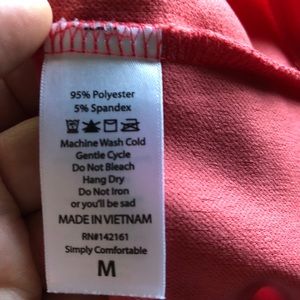 95% Polyester
5% Spandex
Machine Wash Cold
Gentle Cycle
Do Not Bleach
Hang Dry
Do Not Iron
or you'll be sad
MADE IN VIETNAM
RN#142161
Simply Comfortable
M